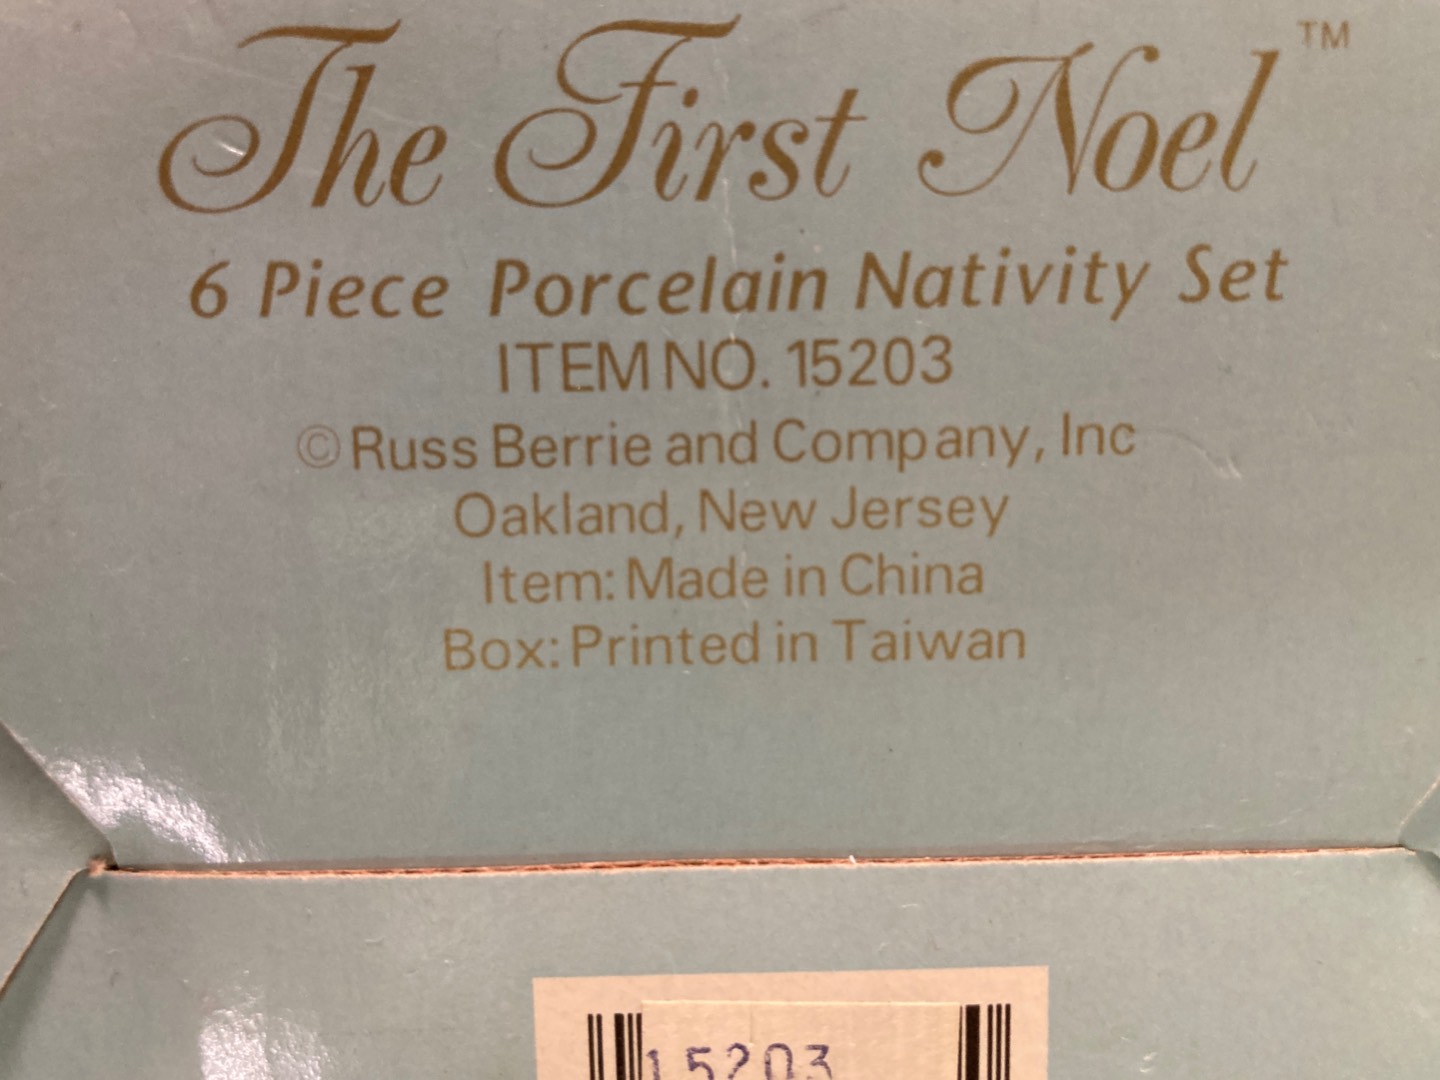 The First Noel™
6 Piece Porcelain Nativity Set
ITEM NO. 15203
©Russ Berrie and Company, Inc
Oakland, New Jersey
Item: Made in China
Box: Printed in Taiwan
15203